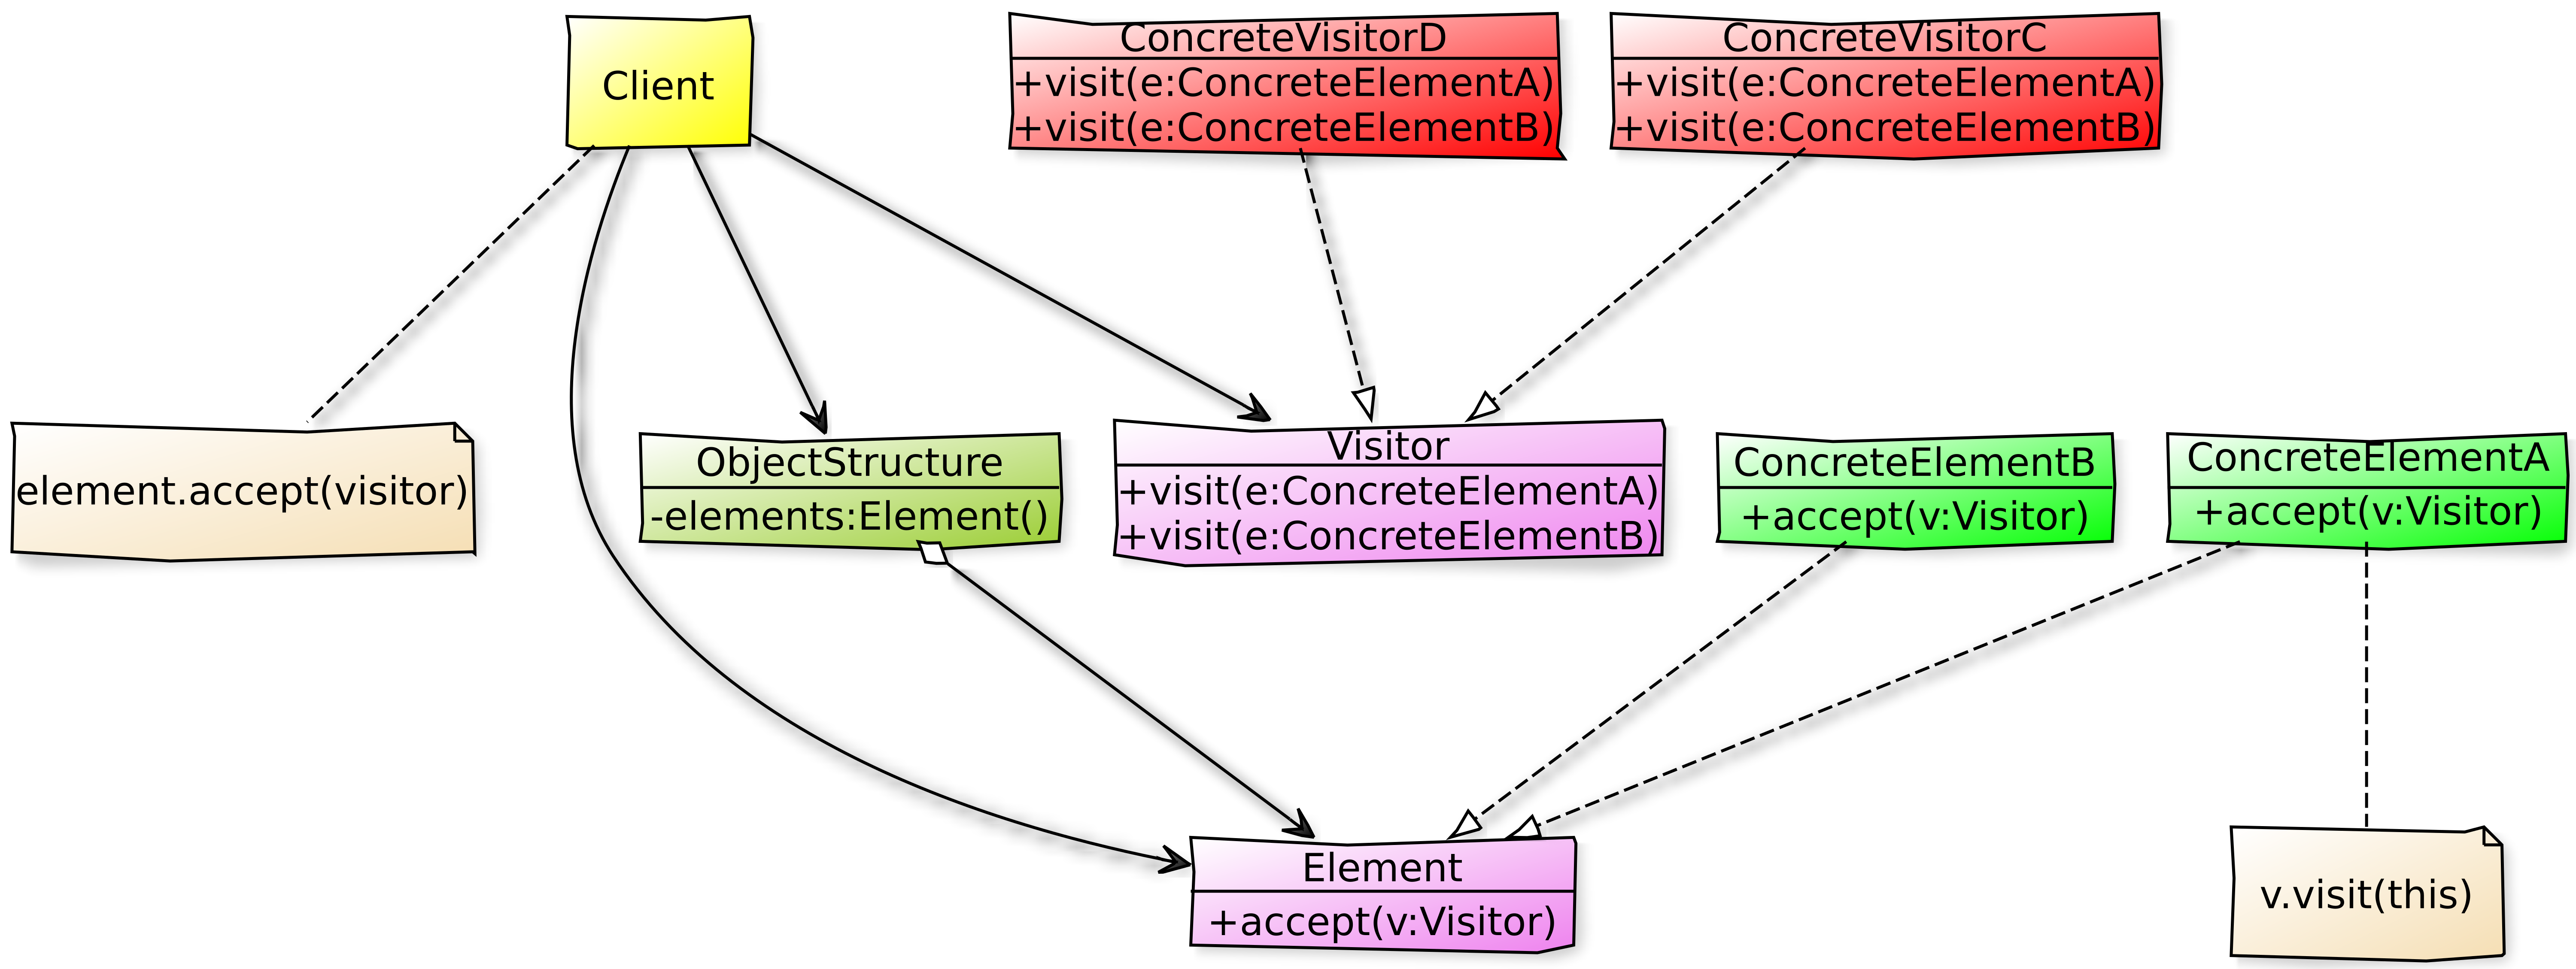 Client
ConcreteVisitorD
+visit(e:ConcreteElementA)
+visit(e:ConcreteElementB)
ConcreteVisitorC
+visit(e:ConcreteElementA)
+visit(e:ConcreteElementB)
element.accept(visitor)
ObjectStructure
-elements:Element()
Visitor
+visit(e:ConcreteElementA)
+visit(e:ConcreteElementB)
ConcreteElementB
+accept(v:Visitor)
ConcreteElementA
+accept(v:Visitor)
Element
+accept(v:Visitor)
v.visit(this)